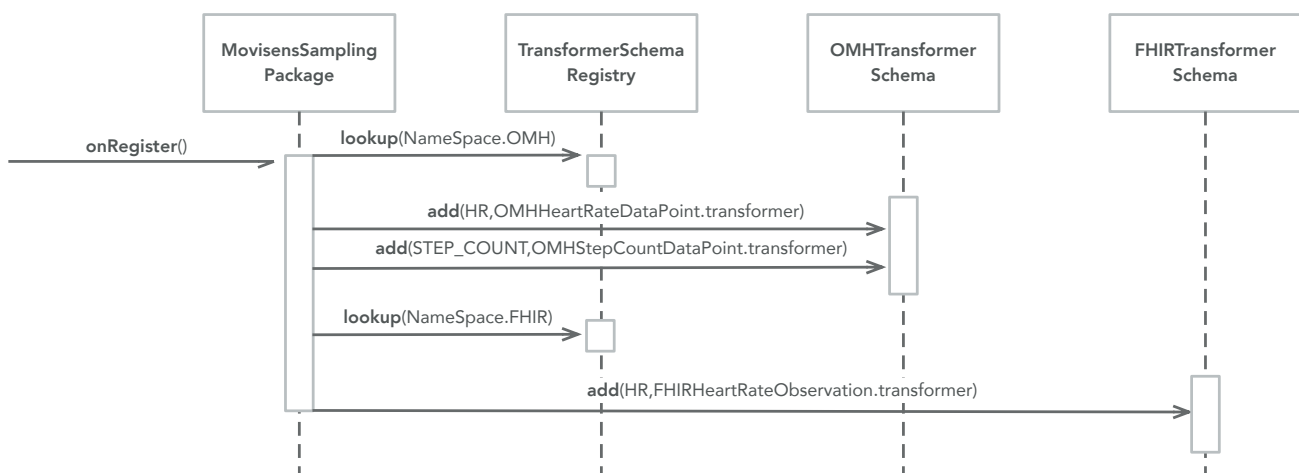 MovisensSampling
Package
TransformerSchema
Registry
OMHTransformer
Schema
FHIRTransformer
Schema
onRegister()
lookup(NameSpace.OMH)
add(HR,OMHHeartRateDataPoint.transformer)
add(STEP_COUNT,OMHStepCountDataPoint.transformer)
lookup(NameSpace.FHIR)
add(HR,FHIRHeartRateObservation.transformer)